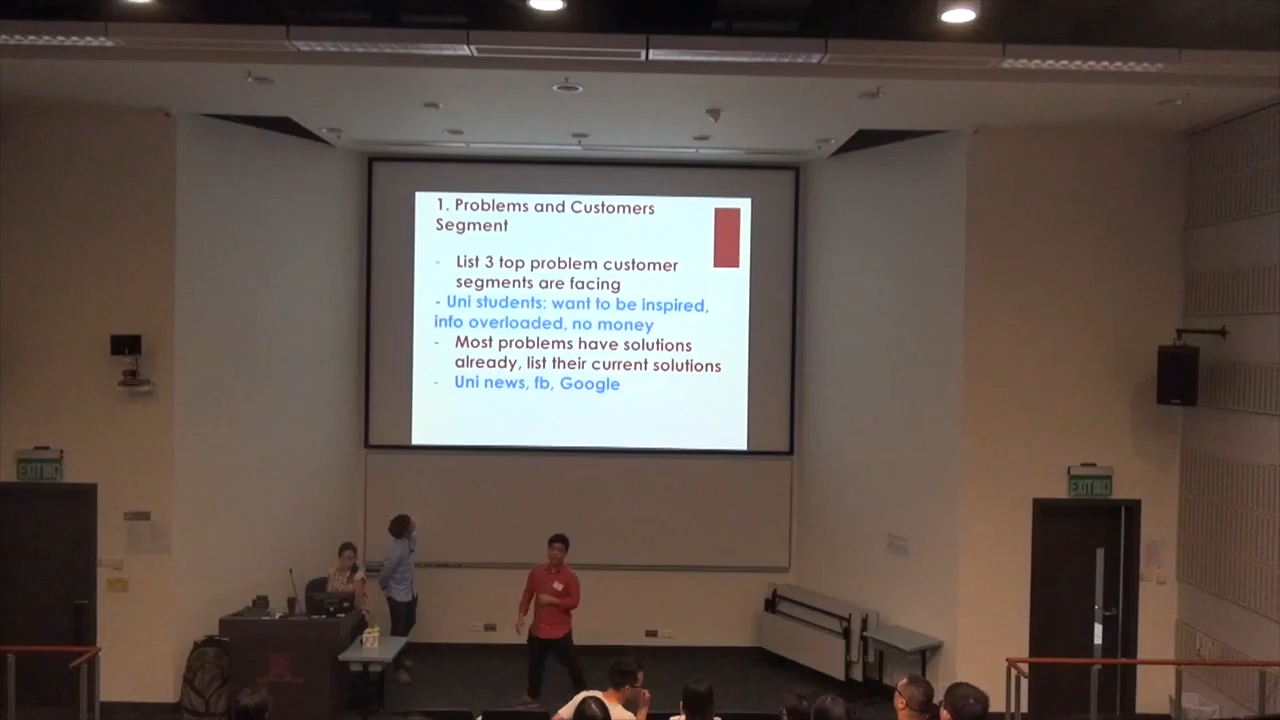 1. Problems and Customers
Segment
- List 3 top problem customer
segments are facing
- Uni students: want to be inspired,
info overloaded, no money
- Most problems have solutions
already, list their current solutions
- Uni news, fb, Google
EXIT
EXIT